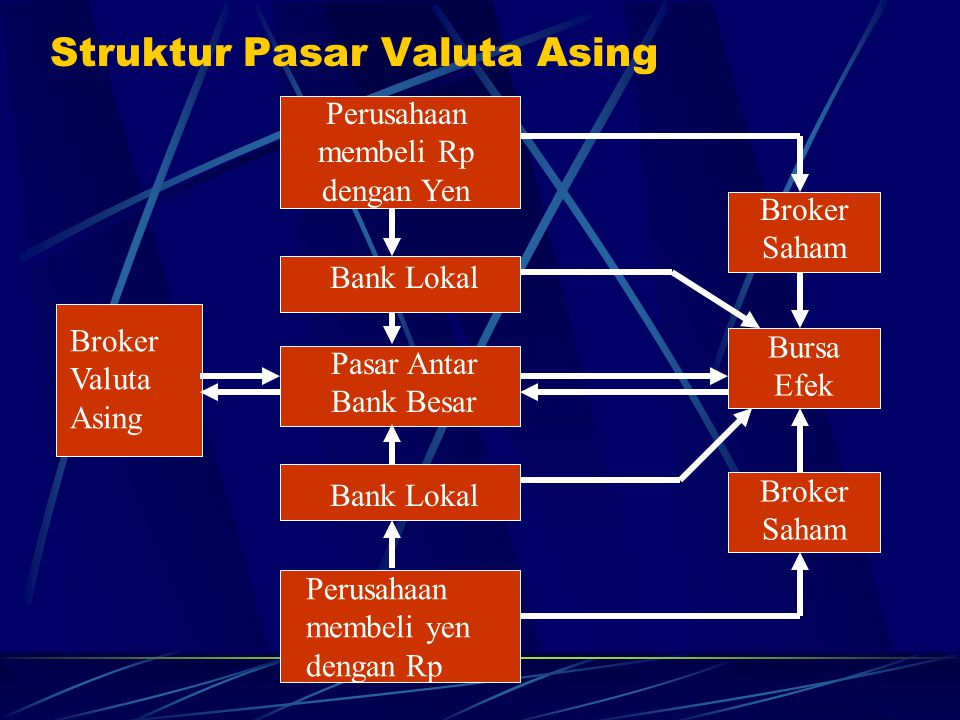 Struktur Pasar Valuta Asing
Perusahaan
membeli Rp
dengan Yen
Broker
Saham
Bank Lokal
Broker
Valuta
Asing
Pasar Antar
Bank Besar
Bursa
Efek
Bank Lokal
Broker
Saham
Perusahaan
membeli yen
dengan Rp